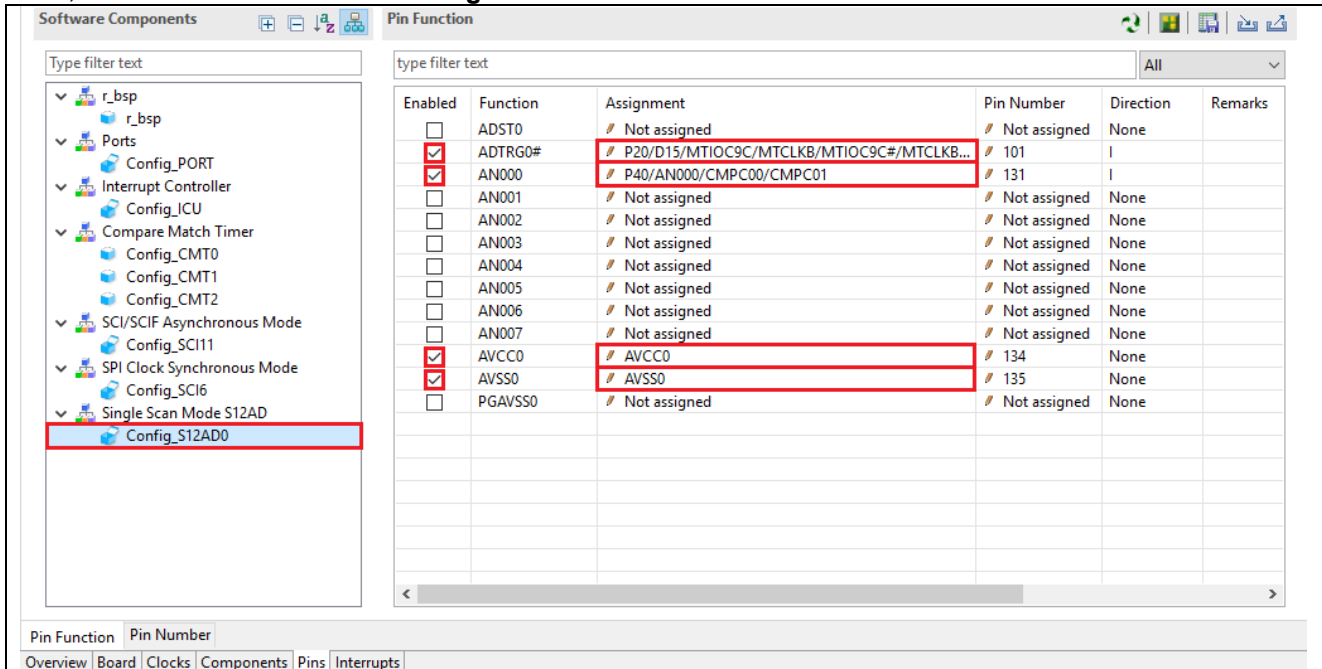 Software Components
Pin Function
Type filter text
type filter text
All
r_bsp
r_bsp
Ports
Config_PORT
Interrupt Controller
Config_ICU
Compare Match Timer
Config_CMT0
Config_CMT1
Config_CMT2
SCI/SCIF Asynchronous Mode
Config_SCI11
SPI Clock Synchronous Mode
Config_SCI6
Single Scan Mode S12AD
Config_S12AD0
Enabled Function Assignment Pin Number Direction Remarks
ADST0 Not assigned Not assigned None
ADTRG0# P20/D15/MTIOC9C/MTCLKB/MTIOC9C#/MTCLKB... 101 I
AN000 P40/AN000/CMPC00/CMPC01 131 I
AN001 Not assigned Not assigned None
AN002 Not assigned Not assigned None
AN003 Not assigned Not assigned None
AN004 Not assigned Not assigned None
AN005 Not assigned Not assigned None
AN006 Not assigned Not assigned None
AN007 Not assigned Not assigned None
AVCC0 AVCC0 134 None
AVSS0 AVSS0 135 None
PGAVSS0 Not assigned Not assigned None
Pin Function Pin Number
Overview Board Clocks Components Pins Interrupts